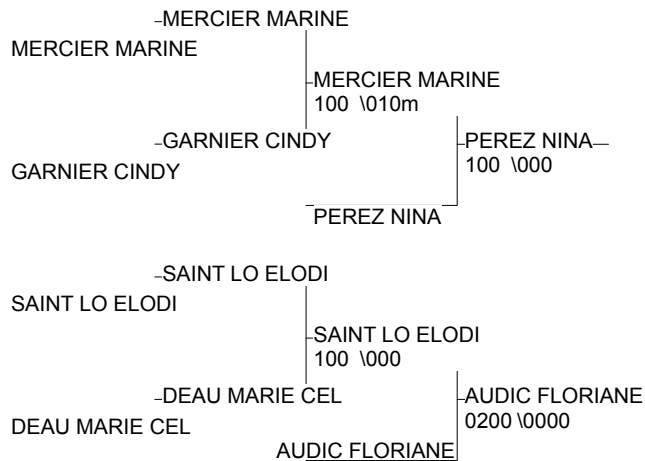 MERCIER MARINE
MERCIER MARINE
MERCIER MARINE
100 \010m
GARNIER CINDY
PEREZ NINA
100 \000
GARNIER CINDY
PEREZ NINA
SAINT LO ELODI
SAINT LO ELODI
SAINT LO ELODI
100 \000
DEAU MARIE CEL
AUDIC FLORIANE
0200 \0000
DEAU MARIE CEL
AUDIC FLORIANE